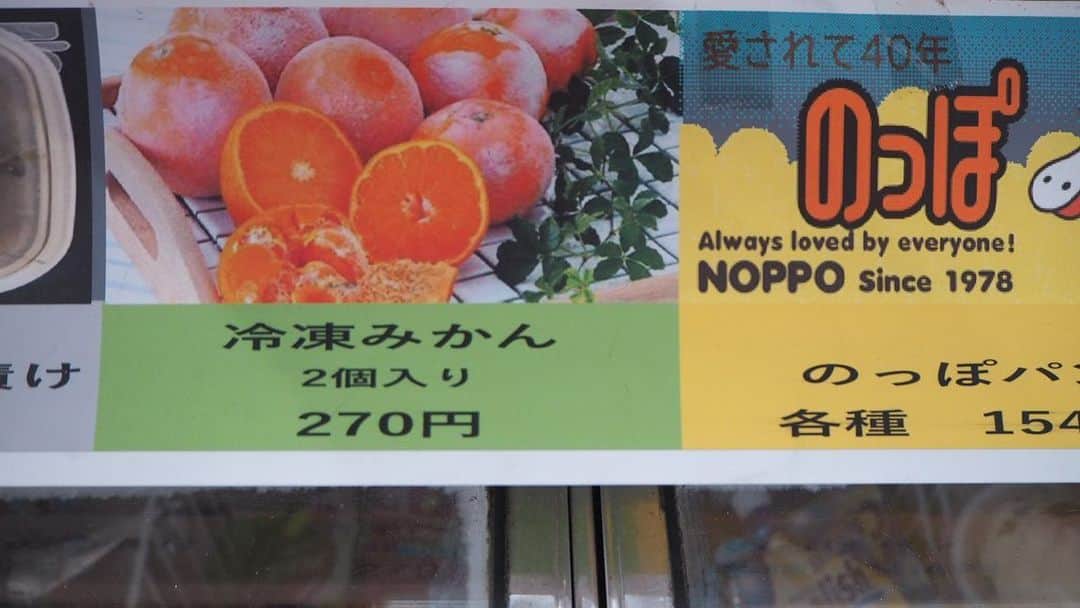 漬け
冷凍みかん
2個入り
270円
愛されて40年
のっぽ
Always loved by everyone!
NOPPO Since 1978
のっぽパン
各種 154